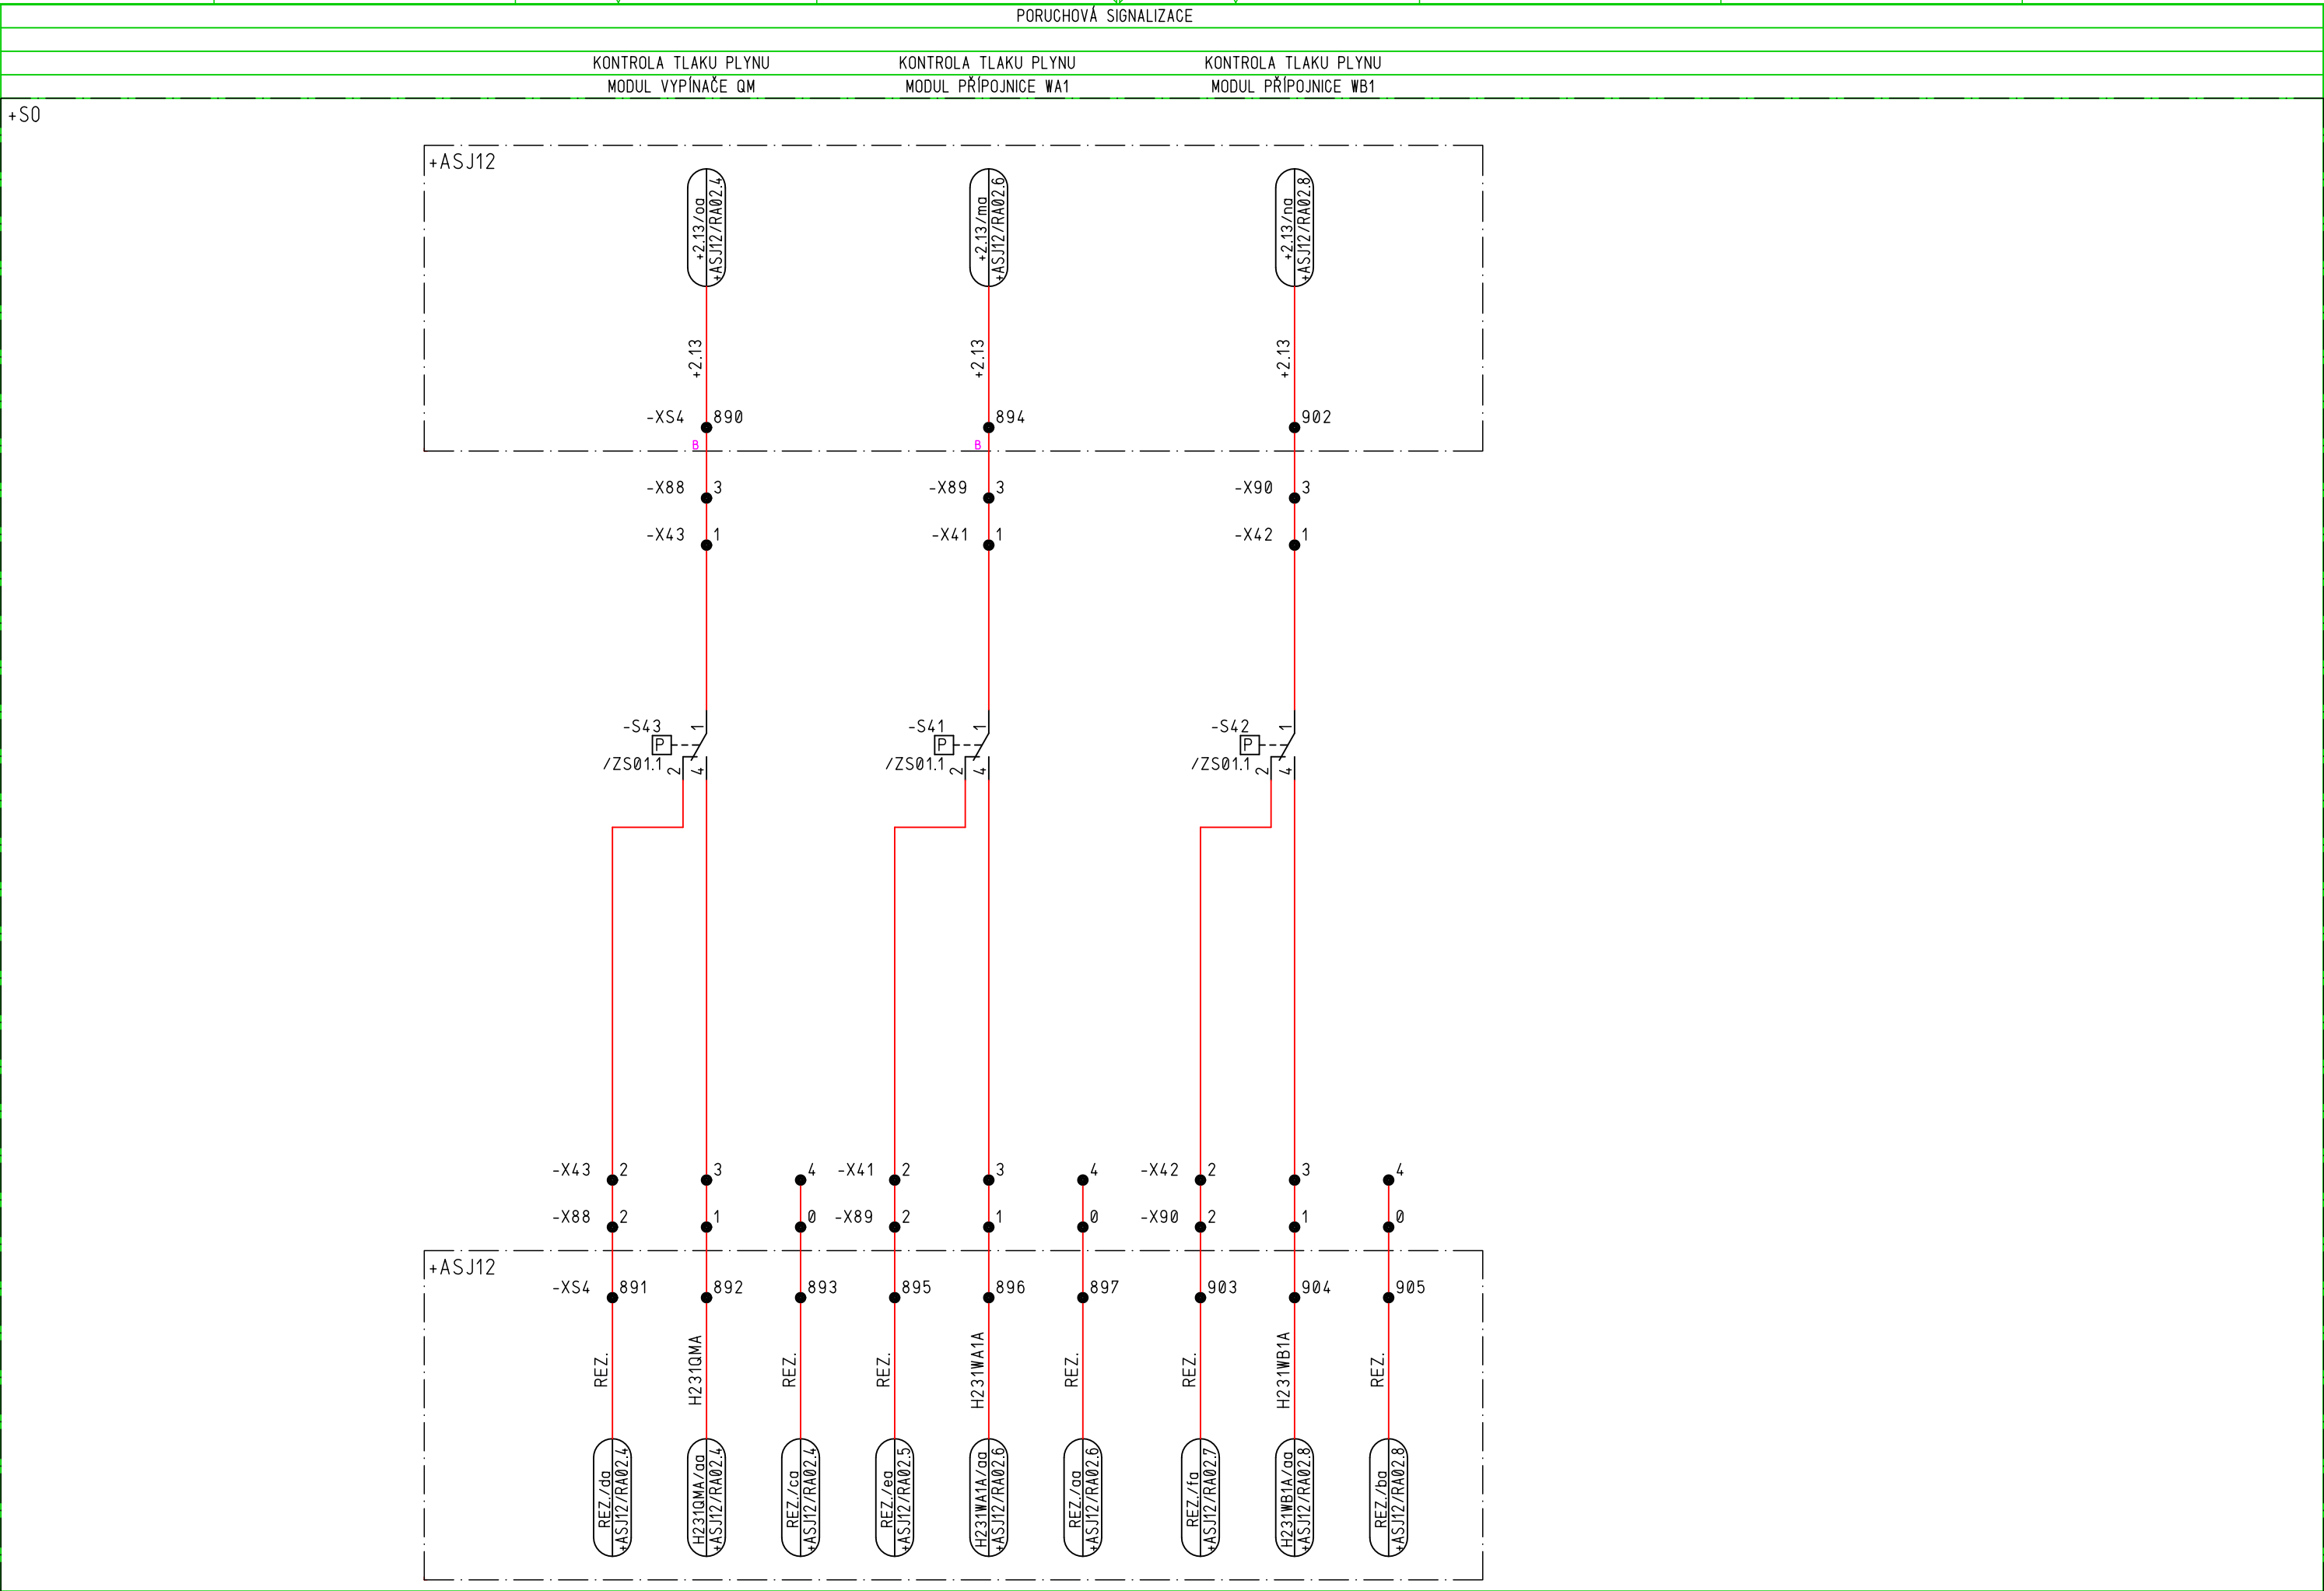 PORUCHOVÁ SIGNALIZACE
KONTROLA TLAKU PLYNU KONTROLA TLAKU PLYNU KONTROLA TLAKU PLYNU
MODUL VYPÍNAČE QM MODUL PŘÍPOJNICE WA1 MODUL PŘÍPOJNICE WB1
+S0
+ASJ12
+2.13/oa +2.13/ma +2.13/na
+ASJ12/RA02.4 +ASJ12/RA02.6 +ASJ12/RA02.8
+2.13 +2.13 +2.13
-XS4 890 894 902
B B
-X88 3 -X89 3 -X90 3
-X43 1 -X41 1 -X42 1
-S43 1 -S41 1 -S42 1
P P P
/ZS01.1 2 4 /ZS01.1 2 4 /ZS01.1 2 4
-X43 2 3 4 -X41 2 3 4 -X42 2 3 4
-X88 2 1 0 -X89 2 1 0 -X90 2 1 0
+ASJ12
-XS4 891 892 893 895 896 897 903 904 905
REZ. H231QMA REZ. REZ. H231WA1A REZ. REZ. H231WB1A REZ.
REZ./da H231QMA/aa REZ./ca REZ./ea H231WA1A/aa REZ./aa REZ./fa H231WB1A/aa REZ./ba
+ASJ12/RA02.4 +ASJ12/RA02.4 +ASJ12/RA02.4 +ASJ12/RA02.5 +ASJ12/RA02.6 +ASJ12/RA02.6 +ASJ12/RA02.7 +ASJ12/RA02.8 +ASJ12/RA02.8